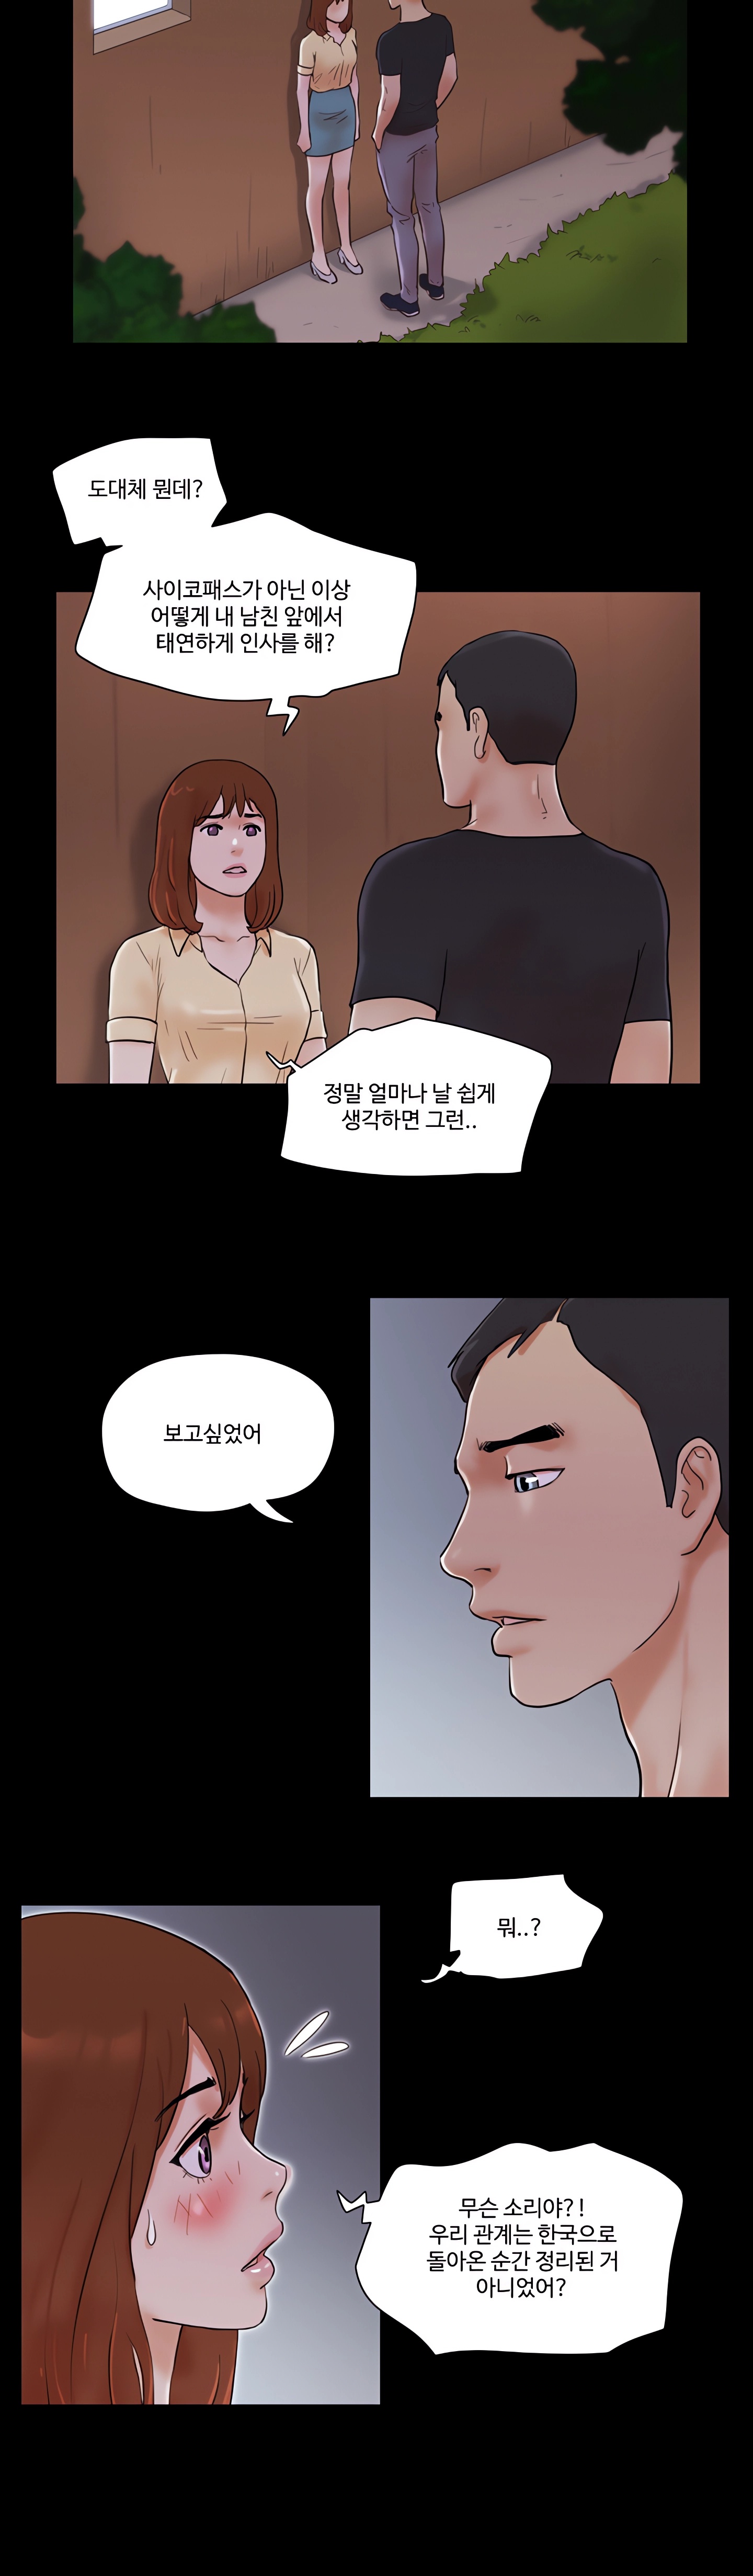 도대체 뭔데?
사이코패스가 아닌 이상
어떻게 내 남친 앞에서
태연하게 인사를 해?
정말 얼마나 날 쉽게
생각하면 그런..
보고싶었어
뭐..?
무슨 소리야?!
우리 관계는 한국으로
돌아온 순간 정리된 거
아니었어?